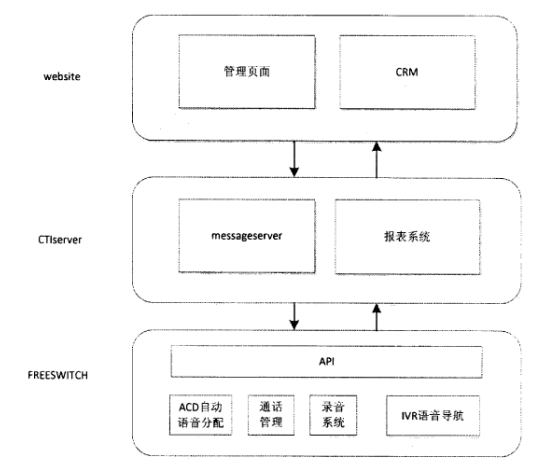 website
管理页面
CRM
CTIserver
messageserver
报表系统
FREESWITCH
API
ACD自动
语音分配
通话
管理
录音
系统
IVR语音导航